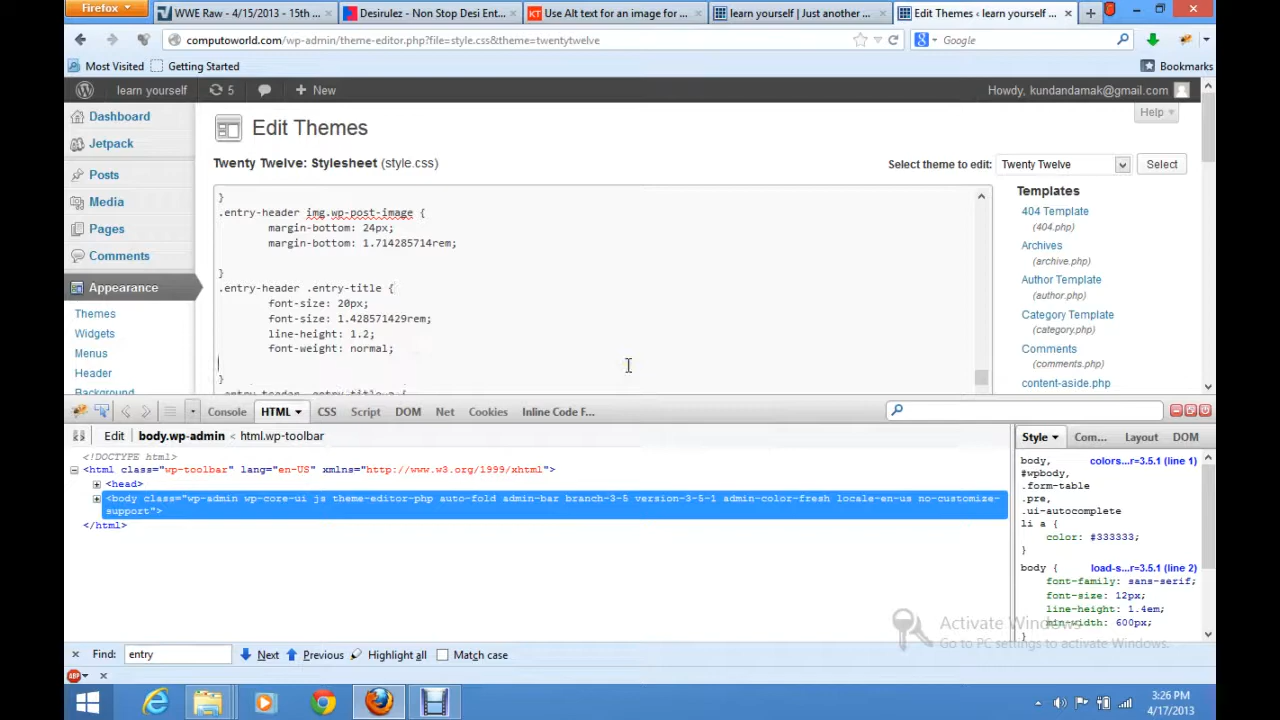 Firefox
WWE Raw - 4/15/2013 - 15th ...
Desirulez - Non Stop Desi Ent...
Use Alt text for an image for ...
learn yourself | Just another ...
Edit Themes ‹ learn yourself ...
computoworld.com/wp-admin/theme-editor.php?file=style.css&theme=twentytwelve
Google
Most Visited
Getting Started
Bookmarks
learn yourself
5
New
Howdy, kundandamak@gmail.com
Dashboard
Jetpack
Posts
Media
Pages
Comments
Appearance
Themes
Widgets
Menus
Header
Background
Edit Themes
Help
Twenty Twelve: Stylesheet (style.css)
Select theme to edit:
Twenty Twelve
Select
}
.entry-header img.wp-post-image {
margin-bottom: 24px;
margin-bottom: 1.714285714rem;
}
.entry-header .entry-title {
font-size: 20px;
font-size: 1.428571429rem;
line-height: 1.2;
font-weight: normal;
}
.entry-header .entry-title a {
Templates
404 Template
(404.php)
Archives
(archive.php)
Author Template
(author.php)
Category Template
(category.php)
Comments
(comments.php)
content-aside.php
Console
HTML
CSS
Script
DOM
Net
Cookies
Inline Code F...
Edit
body.wp-admin < html.wp-toolbar
<!DOCTYPE html>
<html class="wp-toolbar" lang="en-US" xmlns="http://www.w3.org/1999/xhtml">
<head>
<body class="wp-admin wp-core-ui js theme-editor-php auto-fold admin-bar branch-3-5 version-3-5-1 admin-color-fresh locale-en-us no-customize-
support">
</html>
Style
Com...
Layout
DOM
body, colors...r=3.5.1 (line 1)
#wpbody,
.form-table
.pre,
.ui-autocomplete
li a {
color: #333333;
}
body { load-s...r=3.5.1 (line 2)
font-family: sans-serif;
font-size: 12px;
line-height: 1.4em;
min-width: 600px;
}
Activate Windows
Go to PC settings to activate Windows.
Find:
entry
Next
Previous
Highlight all
Match case
ABP
3:26 PM
4/17/2013